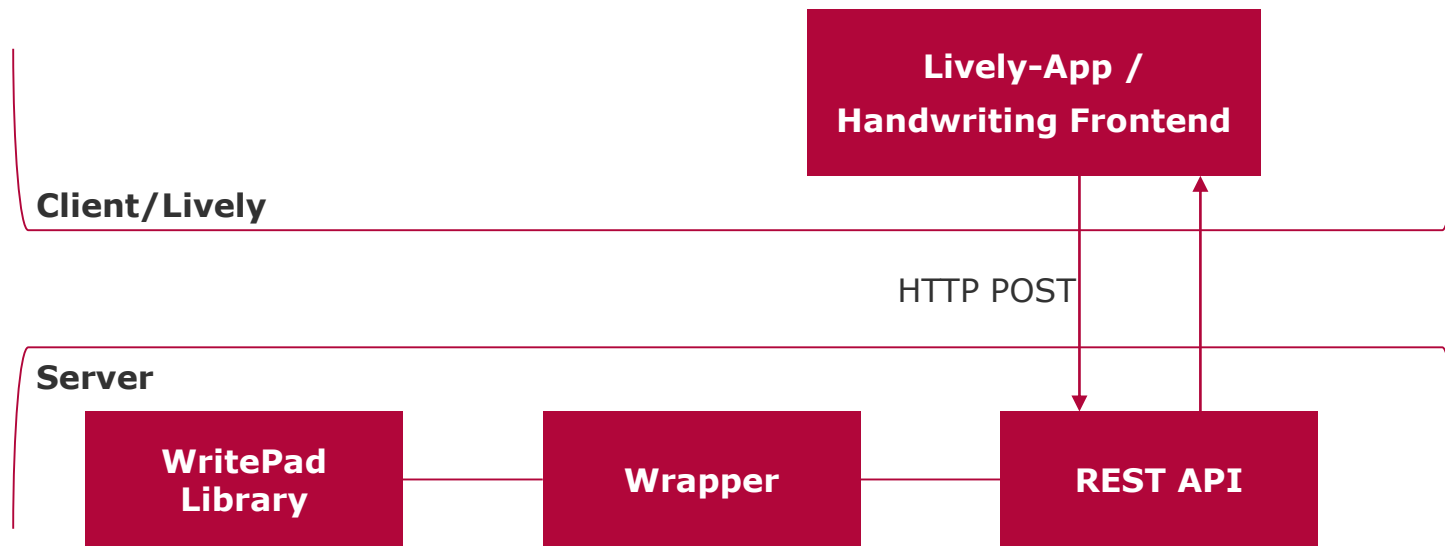 Lively-App /
Handwriting Frontend
Client/Lively
HTTP POST
Server
WritePad
Library
Wrapper
REST API